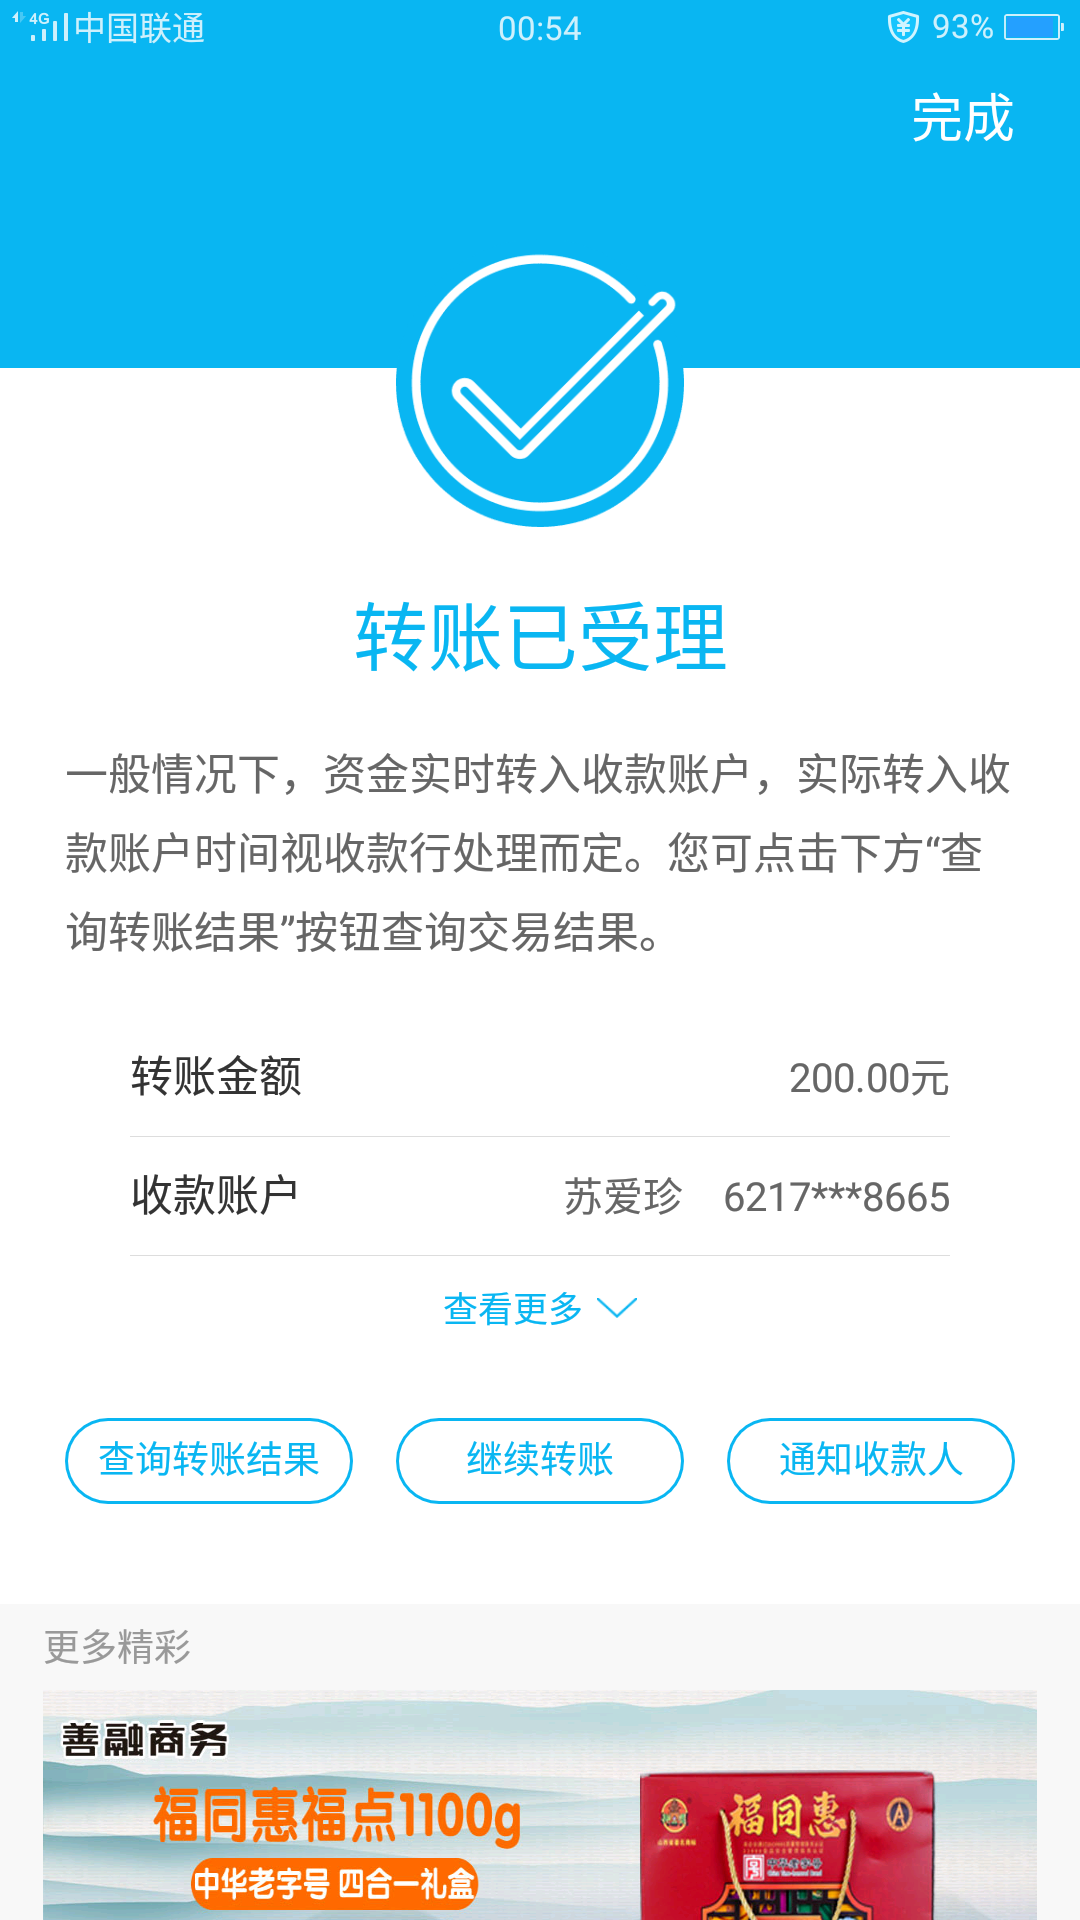 4G 中国联通 00:54 93%
完成
转账已受理
一般情况下，资金实时转入收款账户，实际转入收
款账户时间视收款行处理而定。您可点击下方“查
询转账结果”按钮查询交易结果。
转账金额 200.00元
收款账户 苏爱珍 6217***8665
查看更多
查询转账结果 继续转账 通知收款人
更多精彩
善融商务
福同惠福点1100g
中华老字号 四合一礼盒
福同惠
中华老字号